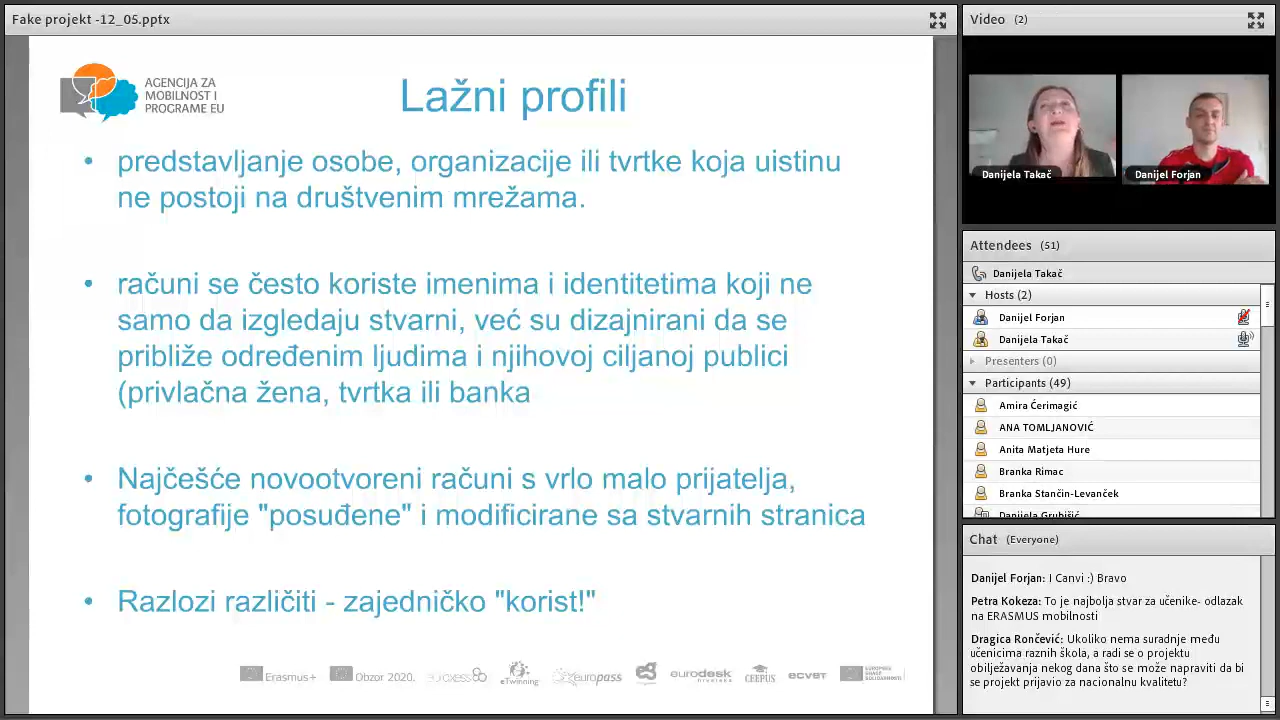 Fake projekt -12_05.pptx
AGENCIJA ZA
MOBILNOST I
PROGRAME EU
Lažni profili
• predstavljanje osobe, organizacije ili tvrtke koja uistinu
ne postoji na društvenim mrežama.
• računi se često koriste imenima i identitetima koji ne
samo da izgledaju stvarni, već su dizajnirani da se
približe određenim ljudima i njihovoj ciljanoj publici
(privlačna žena, tvrtka ili banka
• Najčešće novootvoreni računi s vrlo malo prijatelja,
fotografije "posuđene" i modificirane sa stvarnih stranica
• Razlozi različiti - zajedničko "korist!"
Erasmus+
Obzor 2020.
eTwinning
europass
eurodesk
CEEPUS
ecvet
Video (2)
Danijela Takač
Danijel Forjan
Attendees (51)
Danijela Takač
Hosts (2)
Danijel Forjan
Danijela Takač
Presenters (0)
Participants (49)
Amira Ćerimagić
ANA TOMLJANOVIĆ
Anita Matjeta Hure
Branka Rimac
Branka Stančin-Levanček
Danijela Grubišić
Chat (Everyone)
Danijel Forjan: I Canvi :) Bravo
Petra Kokeza: To je najbolja stvar za učenike- odlazak
na ERASMUS mobilnosti
Dragica Rončević: Ukoliko nema suradnje među
učenicima raznih škola, a radi se o projektu
obilježavanja nekog dana što se može napraviti da bi
se projekt prijavio za nacionalnu kvalitetu?